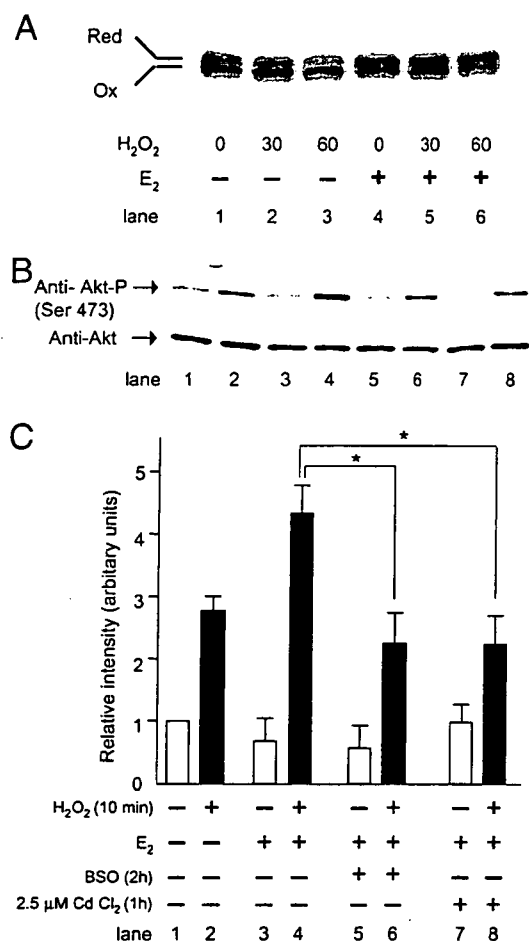 A
Red
Ox
H2O2 0 30 60 0 30 60
E2 − − − + + +
lane 1 2 3 4 5 6
B
Anti- Akt-P
(Ser 473)
Anti-Akt
lane 1 2 3 4 5 6 7 8
C
Relative intensity (arbitary units)
5
4
3
2
1
0
*
*
H2O2 (10 min) − + − + − + − +
E2 − − + + + + + +
BSO (2h) − − − − + + − −
2.5 μM Cd Cl2 (1h) − − − − − − + +
lane 1 2 3 4 5 6 7 8